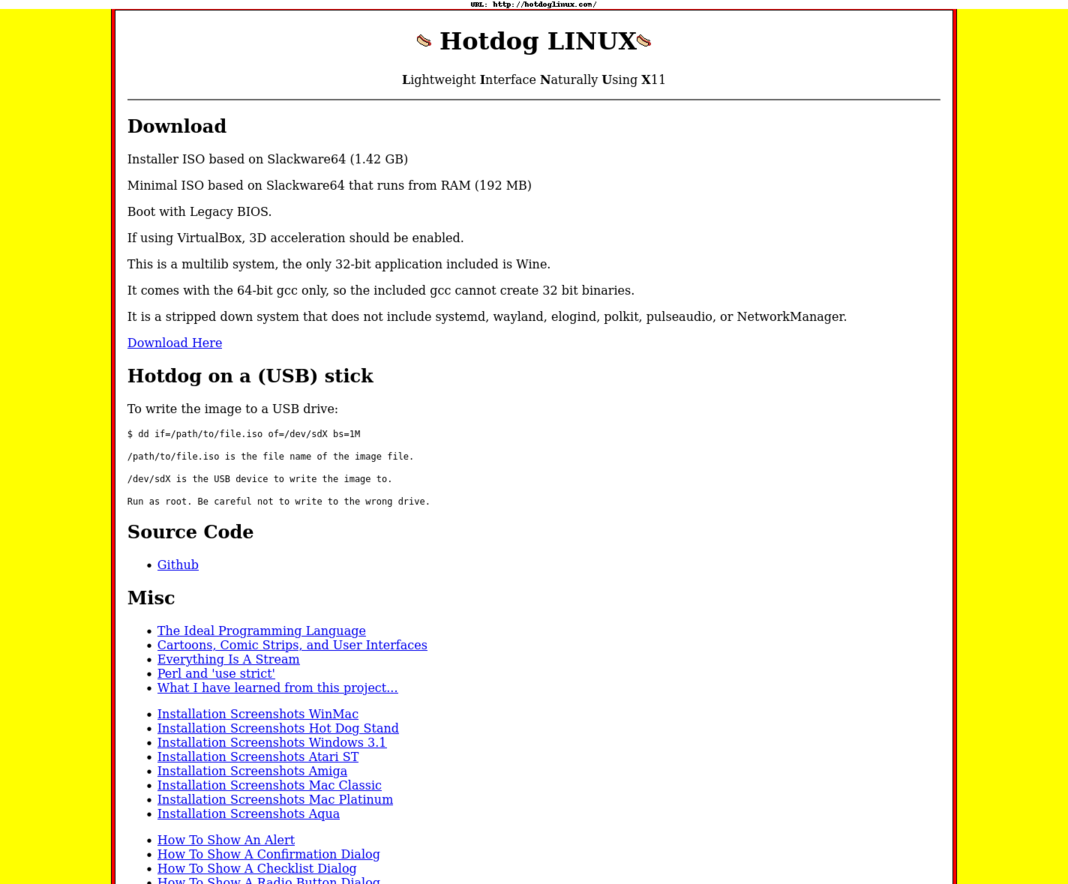 URL: http://hotdoglinux.com/
Hotdog LINUX
Lightweight Interface Naturally Using X11
Download
Installer ISO based on Slackware64 (1.42 GB)
Minimal ISO based on Slackware64 that runs from RAM (192 MB)
Boot with Legacy BIOS.
If using VirtualBox, 3D acceleration should be enabled.
This is a multilib system, the only 32-bit application included is Wine.
It comes with the 64-bit gcc only, so the included gcc cannot create 32 bit binaries.
It is a stripped down system that does not include systemd, wayland, elogind, polkit, pulseaudio, or NetworkManager.
Download Here
Hotdog on a (USB) stick
To write the image to a USB drive:
$ dd if=/path/to/file.iso of=/dev/sdX bs=1M
/path/to/file.iso is the file name of the image file.
/dev/sdX is the USB device to write the image to.
Run as root. Be careful not to write to the wrong drive.
Source Code
• Github
Misc
• The Ideal Programming Language
• Cartoons, Comic Strips, and User Interfaces
• Everything Is A Stream
• Perl and 'use strict'
• What I have learned from this project...
• Installation Screenshots WinMac
• Installation Screenshots Hot Dog Stand
• Installation Screenshots Windows 3.1
• Installation Screenshots Atari ST
• Installation Screenshots Amiga
• Installation Screenshots Mac Classic
• Installation Screenshots Mac Platinum
• Installation Screenshots Aqua
• How To Show An Alert
• How To Show A Confirmation Dialog
• How To Show A Checklist Dialog
• How To Show A Radio Button Dialog